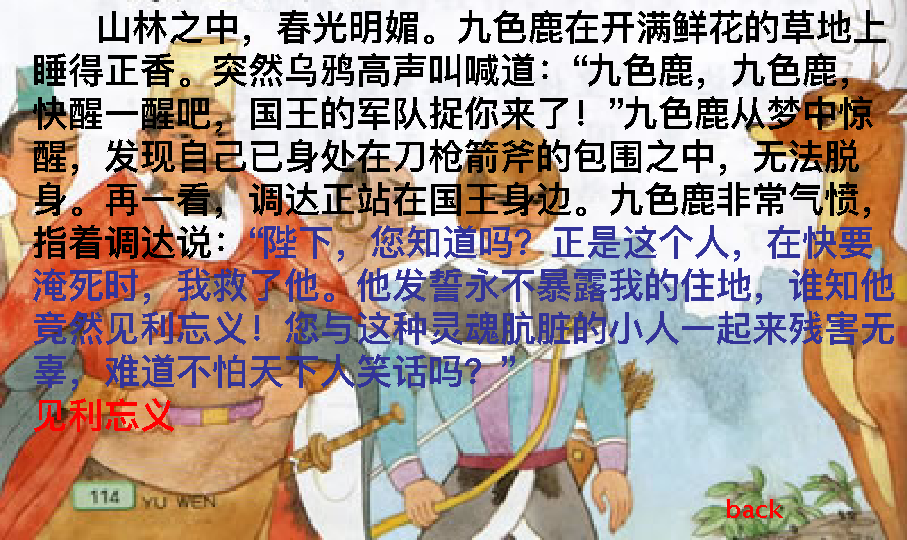 山林之中，春光明媚。九色鹿在开满鲜花的草地上
睡得正香。突然乌鸦高声叫喊道：“九色鹿，九色鹿，
快醒一醒吧，国王的军队捉你来了！”九色鹿从梦中惊
醒，发现自己已身处在刀枪箭斧的包围之中，无法脱
身。再一看，调达正站在国王身边。九色鹿非常气愤，
指着调达说：“陛下，您知道吗？正是这个人，在快要
淹死时，我救了他。他发誓永不暴露我的住地，谁知他
竟然见利忘义！您与这种灵魂肮脏的小人一起来残害无
辜，难道不怕天下人笑话吗？”
见利忘义
114 YU WEN
back